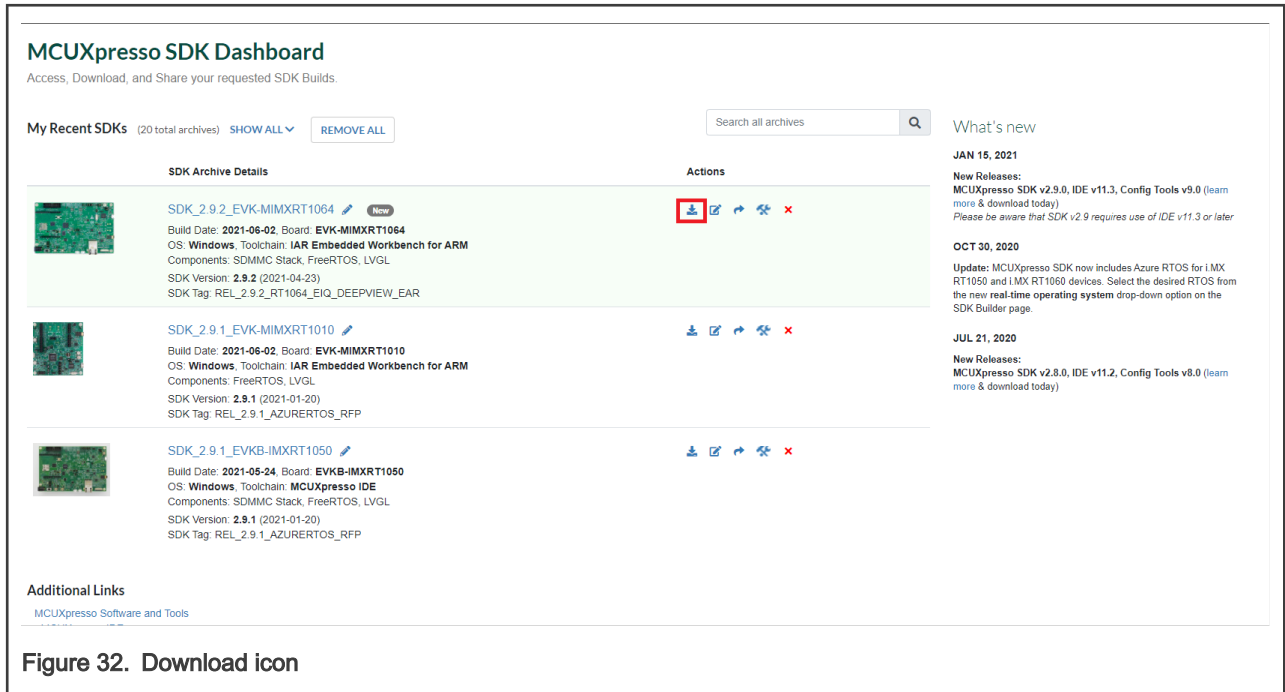 MCUXpresso SDK Dashboard
Access, Download, and Share your requested SDK Builds.
My Recent SDKs (20 total archives) SHOW ALL REMOVE ALL
Search all archives
SDK Archive Details
Actions
SDK_2.9.2_EVK-MIMXRT1064 New
Build Date: 2021-06-02, Board: EVK-MIMXRT1064
OS: Windows, Toolchain: IAR Embedded Workbench for ARM
Components: SDMMC Stack, FreeRTOS, LVGL
SDK Version: 2.9.2 (2021-04-23)
SDK Tag: REL_2.9.2_RT1064_EIQ_DEEPVIEW_EAR
SDK_2.9.1_EVK-MIMXRT1010
Build Date: 2021-06-02, Board: EVK-MIMXRT1010
OS: Windows, Toolchain: IAR Embedded Workbench for ARM
Components: FreeRTOS, LVGL
SDK Version: 2.9.1 (2021-01-20)
SDK Tag: REL_2.9.1_AZURERTOS_RFP
SDK_2.9.1_EVKB-IMXRT1050
Build Date: 2021-05-24, Board: EVKB-IMXRT1050
OS: Windows, Toolchain: MCUXpresso IDE
Components: SDMMC Stack, FreeRTOS, LVGL
SDK Version: 2.9.1 (2021-01-20)
SDK Tag: REL_2.9.1_AZURERTOS_RFP
Additional Links
MCUXpresso Software and Tools
What's new
JAN 15, 2021
New Releases:
MCUXpresso SDK v2.9.0, IDE v11.3, Config Tools v9.0 (learn
more & download today)
Please be aware that SDK v2.9 requires use of IDE v11.3 or later
OCT 30, 2020
Update: MCUXpresso SDK now includes Azure RTOS for i.MX
RT1050 and i.MX RT1060 devices. Select the desired RTOS from
the new real-time operating system drop-down option on the
SDK Builder page.
JUL 21, 2020
New Releases:
MCUXpresso SDK v2.8.0, IDE v11.2, Config Tools v8.0 (learn
more & download today)
Figure 32. Download icon